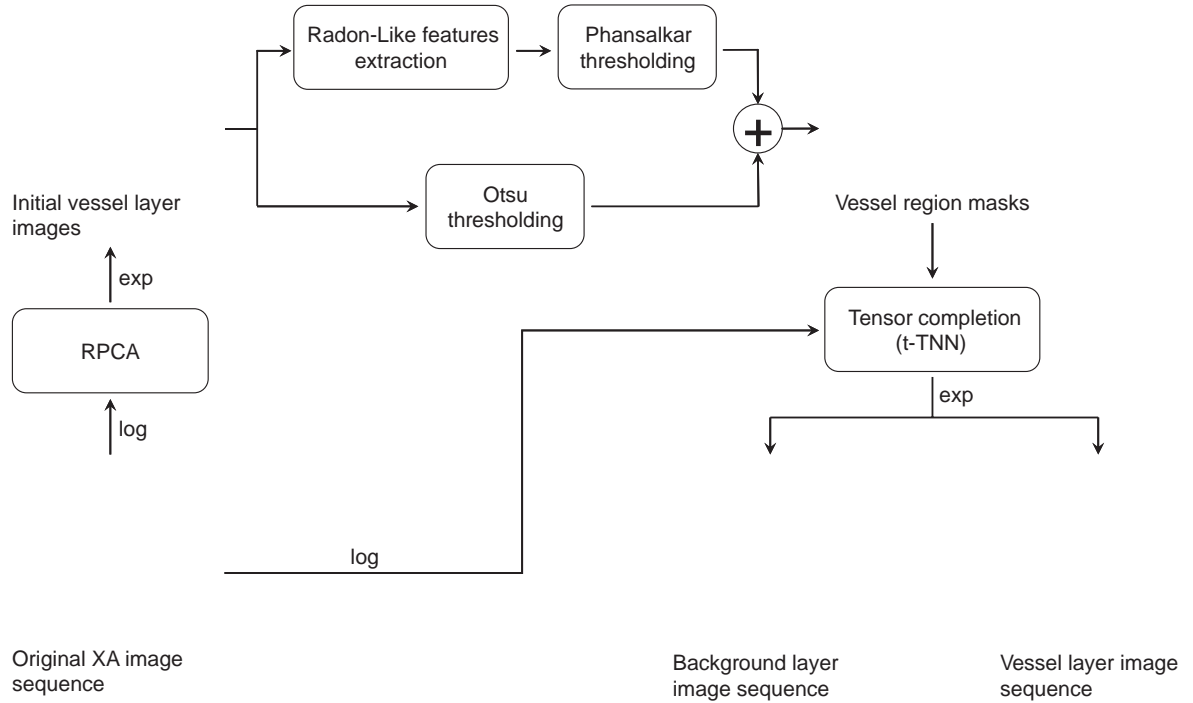 Radon-Like features
extraction
Phansalkar
thresholding
+
Otsu
thresholding
Initial vessel layer
images
Vessel region masks
exp
RPCA
Tensor completion
(t-TNN)
exp
log
log
Original XA image
sequence
Background layer
image sequence
Vessel layer image
sequence